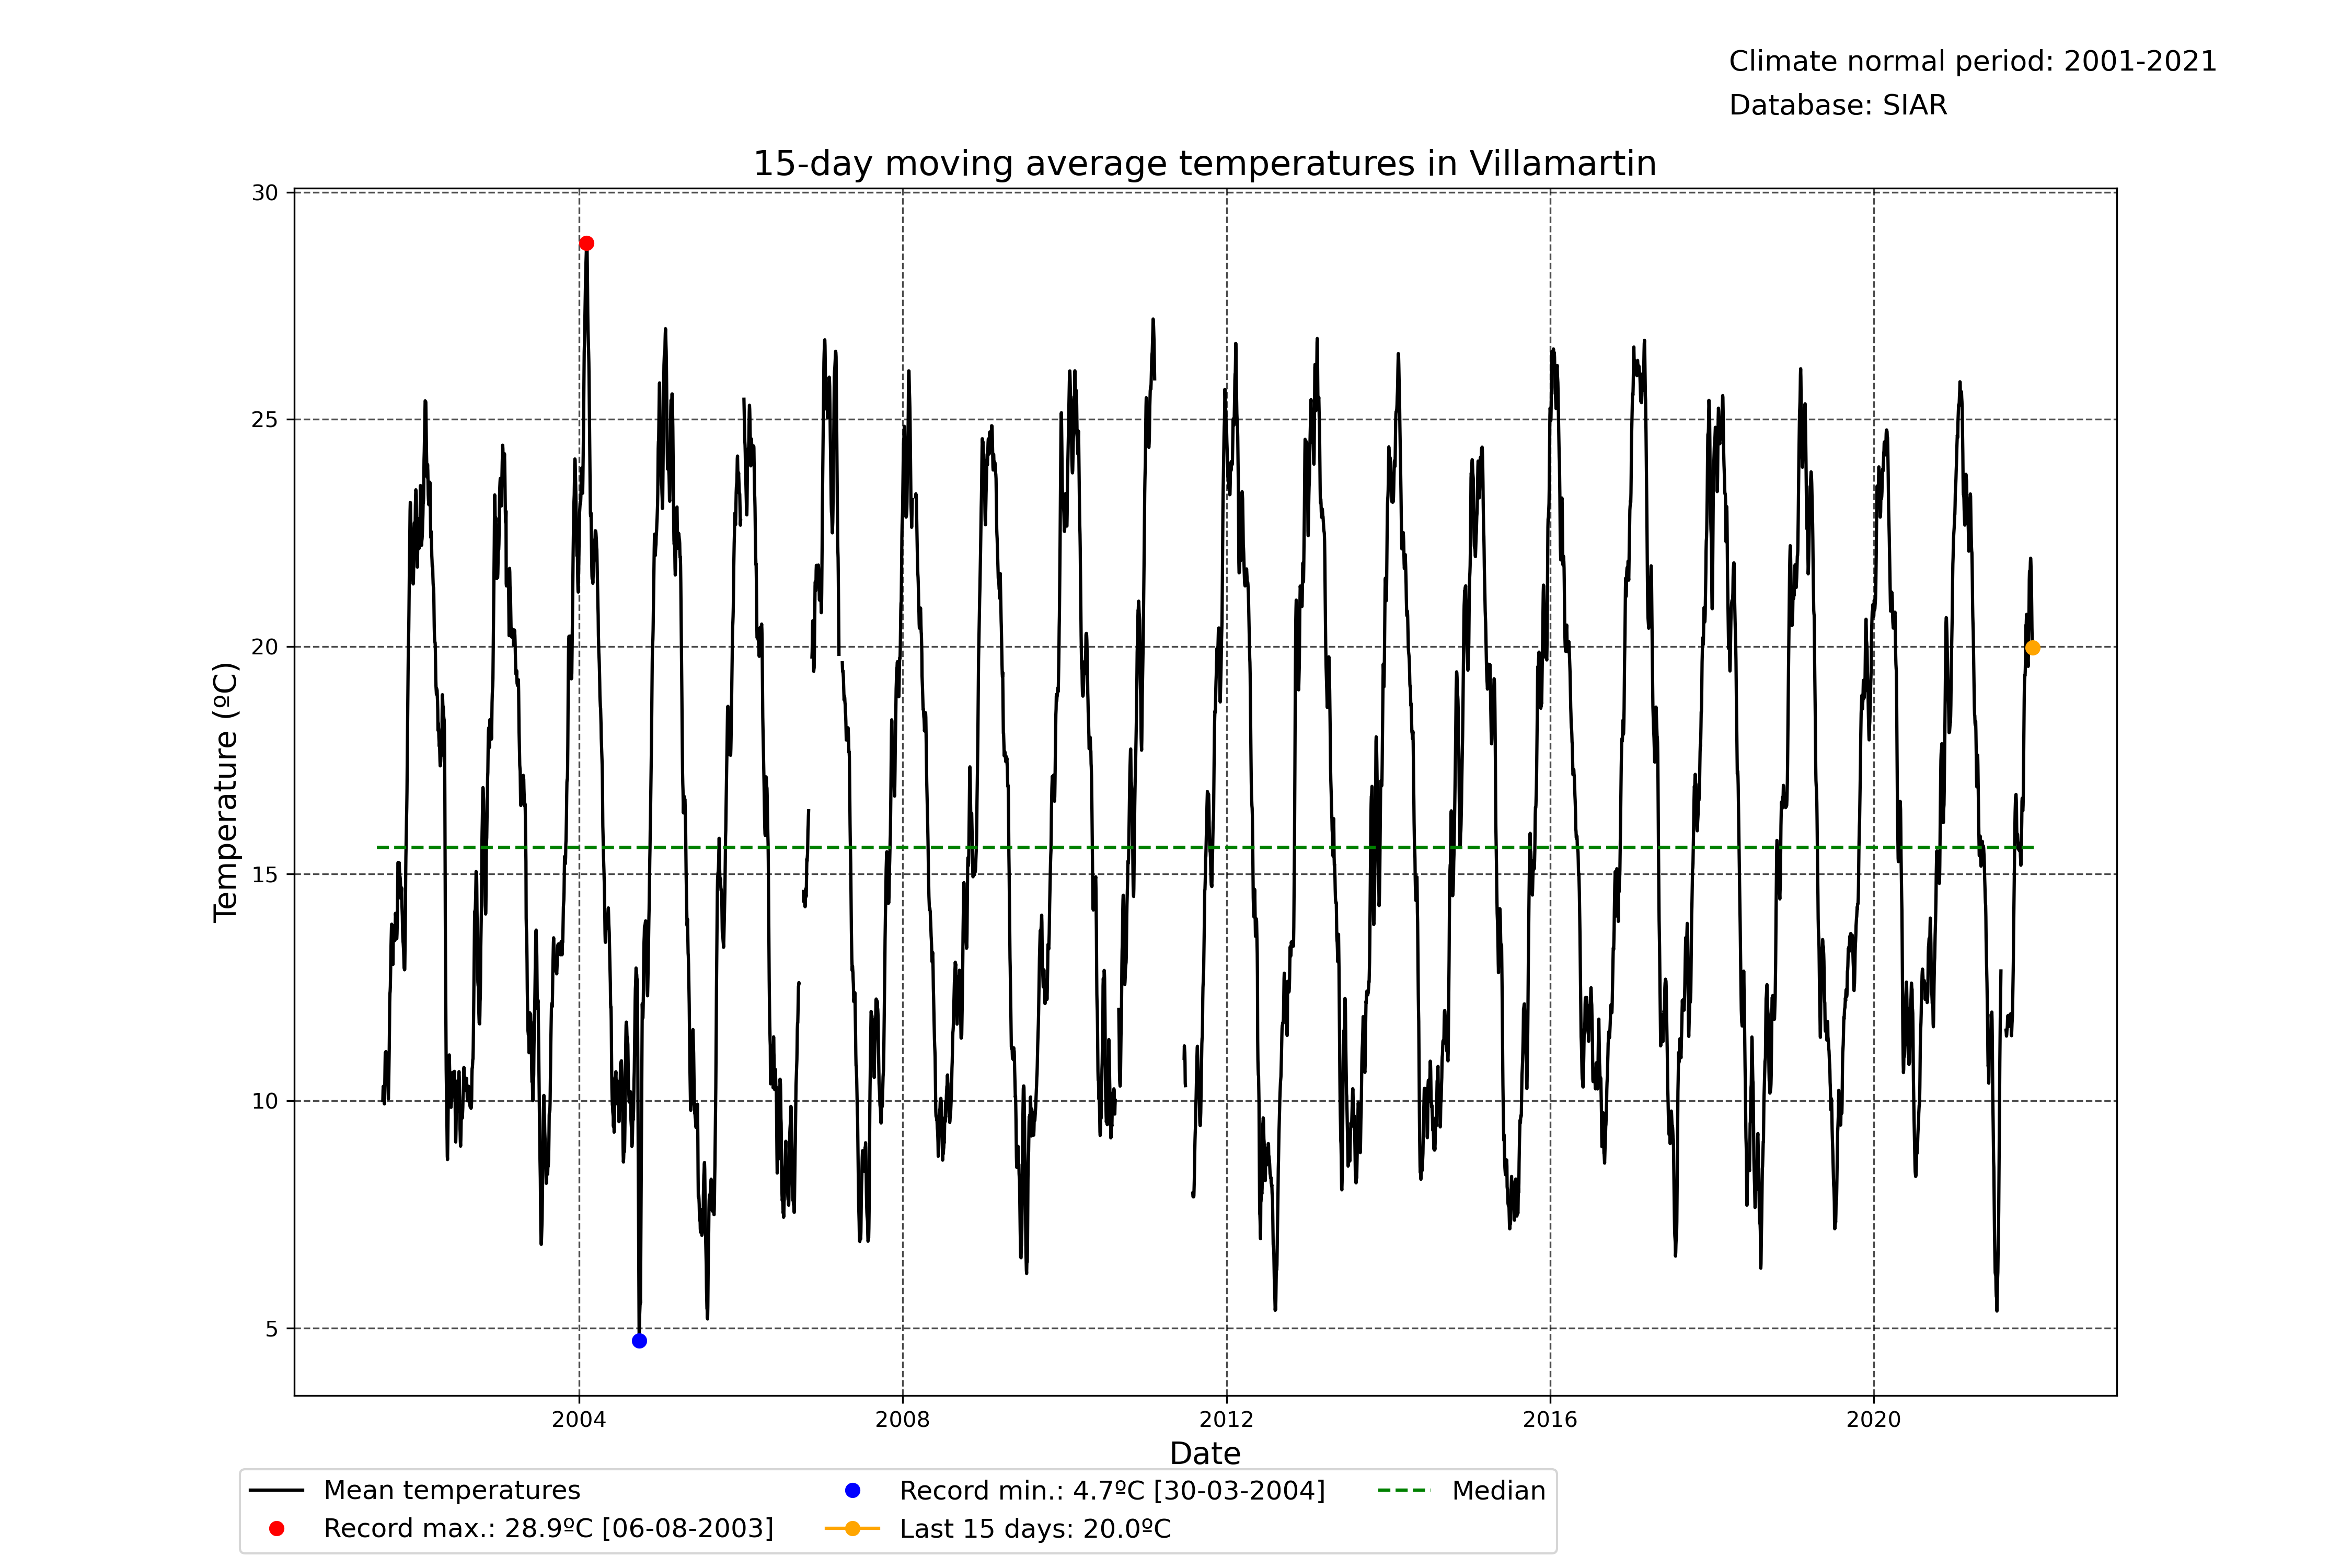 Climate normal period: 2001-2021
Database: SIAR
15-day moving average temperatures in Villamartin
30
25
20
15
10
5
Temperature (ºC)
2004 2008 2012 2016 2020
Date
Mean temperatures
Record max.: 28.9ºC [06-08-2003]
Record min.: 4.7ºC [30-03-2004]
Last 15 days: 20.0ºC
Median